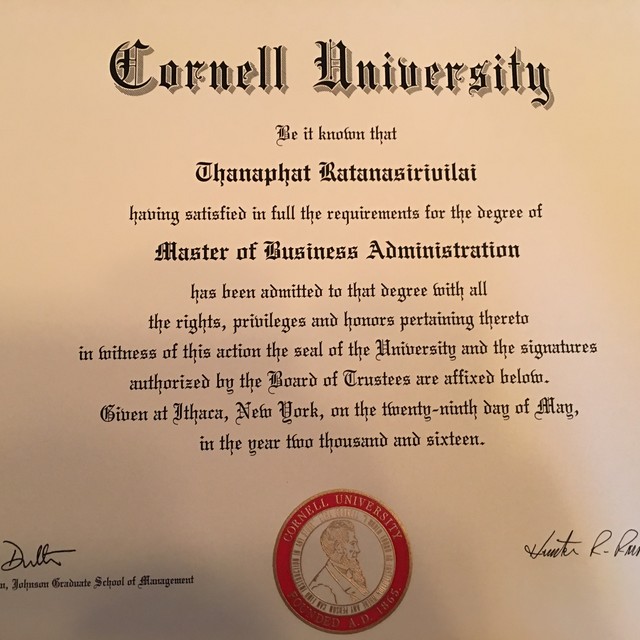 Cornell University
Be it known that
Thanaphat Ratanasirivilai
having satisfied in full the requirements for the degree of
Master of Business Administration
has been admitted to that degree with all
the rights, privileges and honors pertaining thereto
in witness of this action the seal of the University and the signatures
authorized by the Board of Trustees are affixed below.
Given at Ithaca, New York, on the twenty-ninth day of May,
in the year two thousand and sixteen.
CORNELL UNIVERSITY
FOUNDED A.D. 1865
Hunter R.
Johnson Graduate School of Management